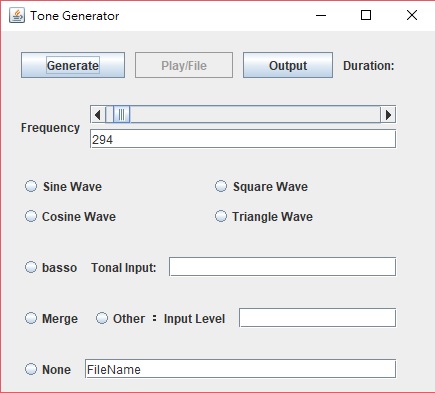 Tone Generator
Generate Play/File Output Duration:
Frequency
294
Sine Wave Square Wave
Cosine Wave Triangle Wave
basso Tonal Input:
Merge Other : Input Level
None FileName